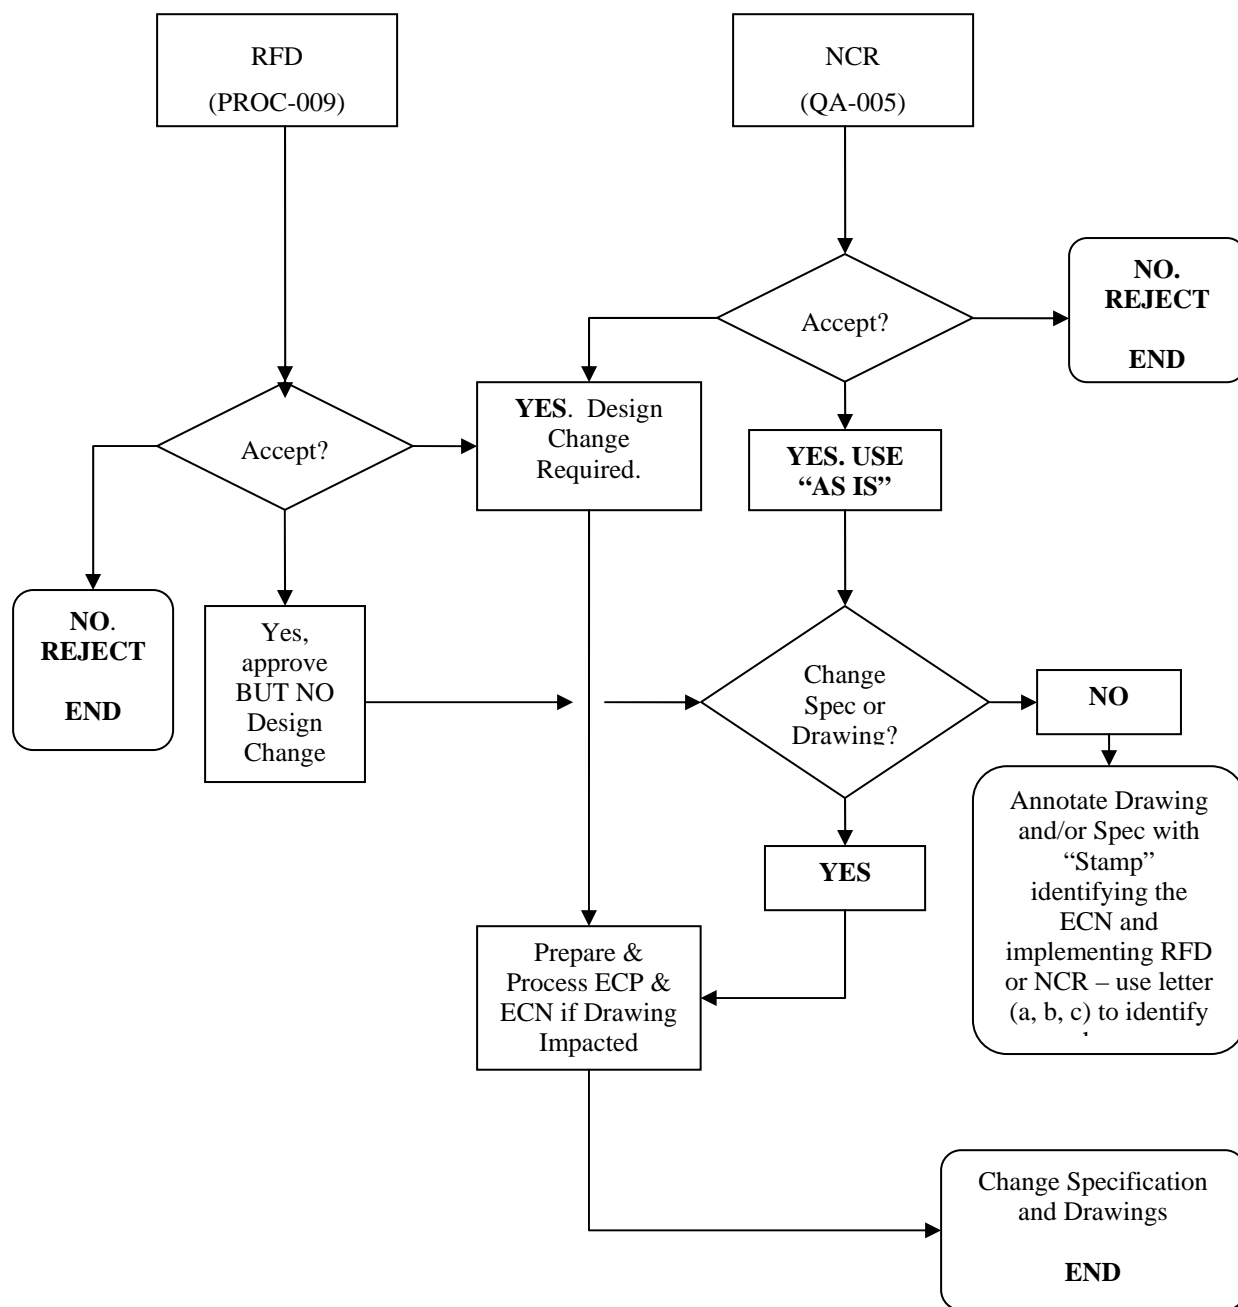 RFD
(PROC-009)
NCR
(QA-005)
NO.
REJECT
END
Accept?
YES. Design
Change
Required.
Accept?
YES. USE
“AS IS”
NO.
REJECT
END
Yes,
approve
BUT NO
Design
Change
Change
Spec or
Drawing?
NO
Annotate Drawing
and/or Spec with
“Stamp”
identifying the
ECN and
implementing RFD
or NCR – use letter
(a, b, c) to identify
YES
Prepare &
Process ECP &
ECN if Drawing
Impacted
Change Specification
and Drawings
END